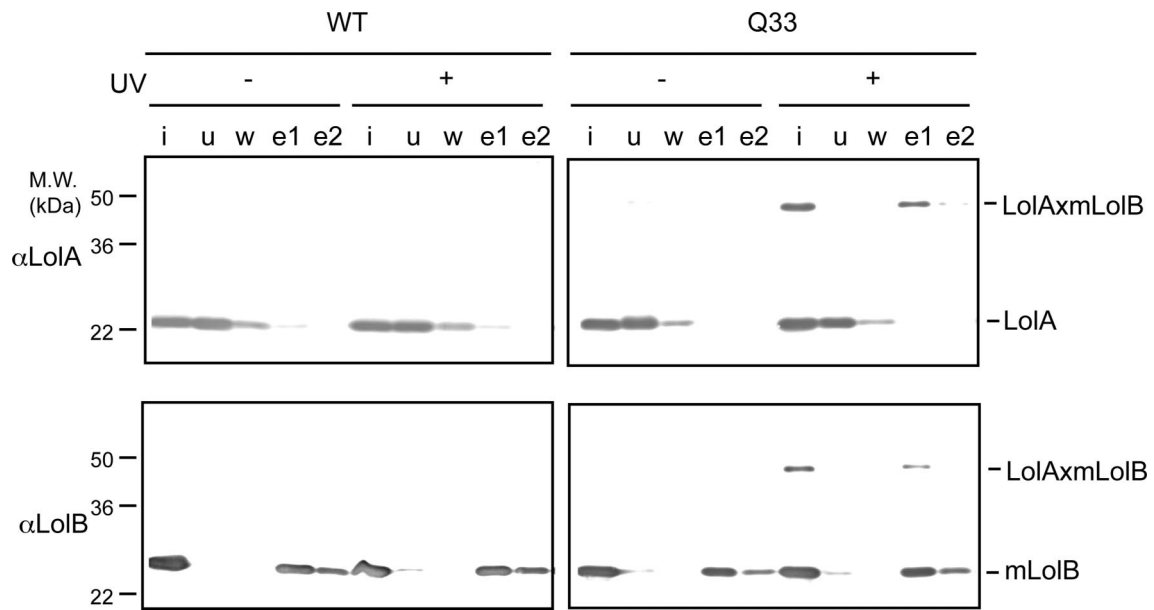 WT Q33
UV - + - +
i u w e1 e2 i u w e1 e2 i u w e1 e2 i u w e1 e2
M.W.
(kDa)
50
36
22
αLolA
LolAxmLolB
LolA
50
36
22
αLolB
LolAxmLolB
mLolB